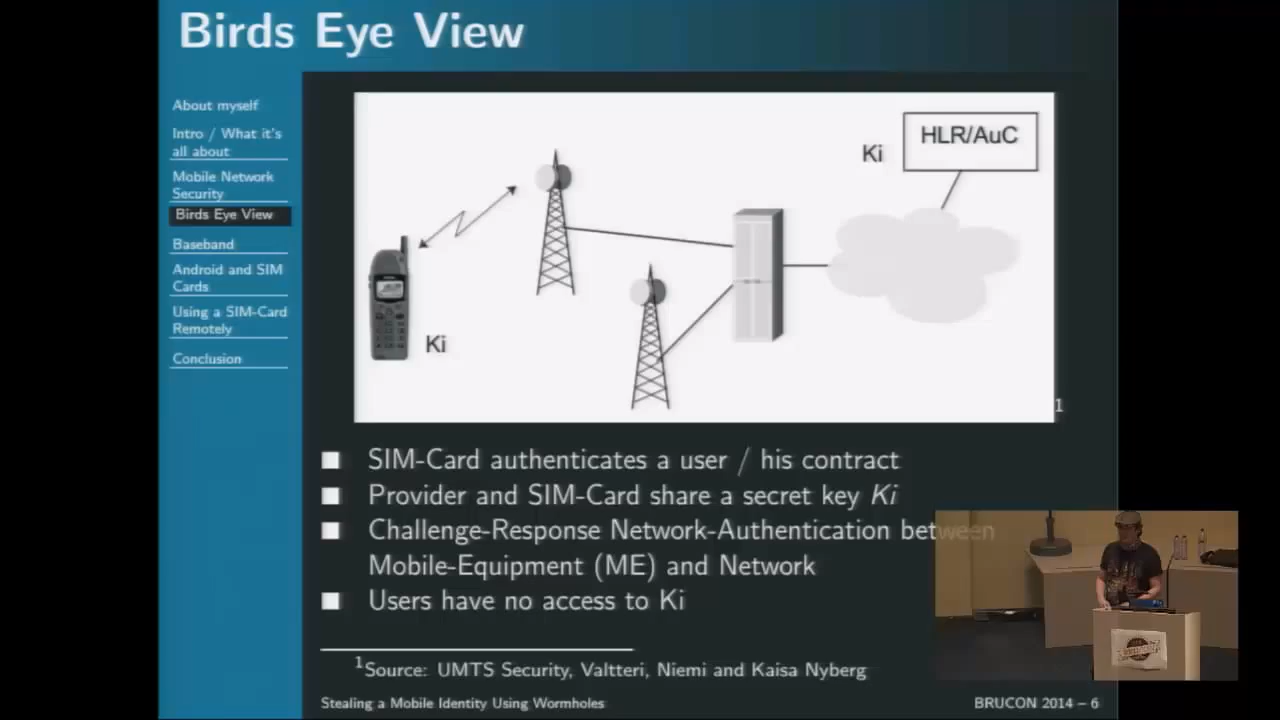 Birds Eye View
About myself
Intro / What it's
all about
Mobile Network
Security
Birds Eye View
Baseband
Android and SIM
Cards
Using a SIM-Card
Remotely
Conclusion
HLR/AuC
Ki
Ki
1
SIM-Card authenticates a user / his contract
Provider and SIM-Card share a secret key Ki
Challenge-Response Network-Authentication between
Mobile-Equipment (ME) and Network
Users have no access to Ki
1Source: UMTS Security, Valtteri, Niemi and Kaisa Nyberg
Stealing a Mobile Identity Using Wormholes
BRUCON 2014 – 6